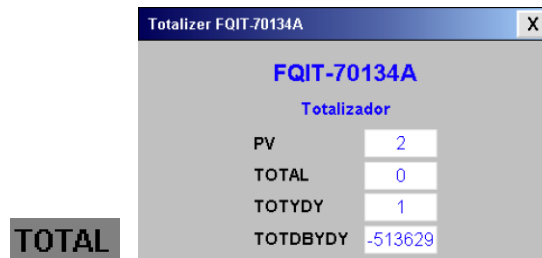 Totalizer FQIT-70134A X
FQIT-70134A
Totalizador
PV 2
TOTAL 0
TOTYDY 1
TOTDBYDY -513629
TOTAL